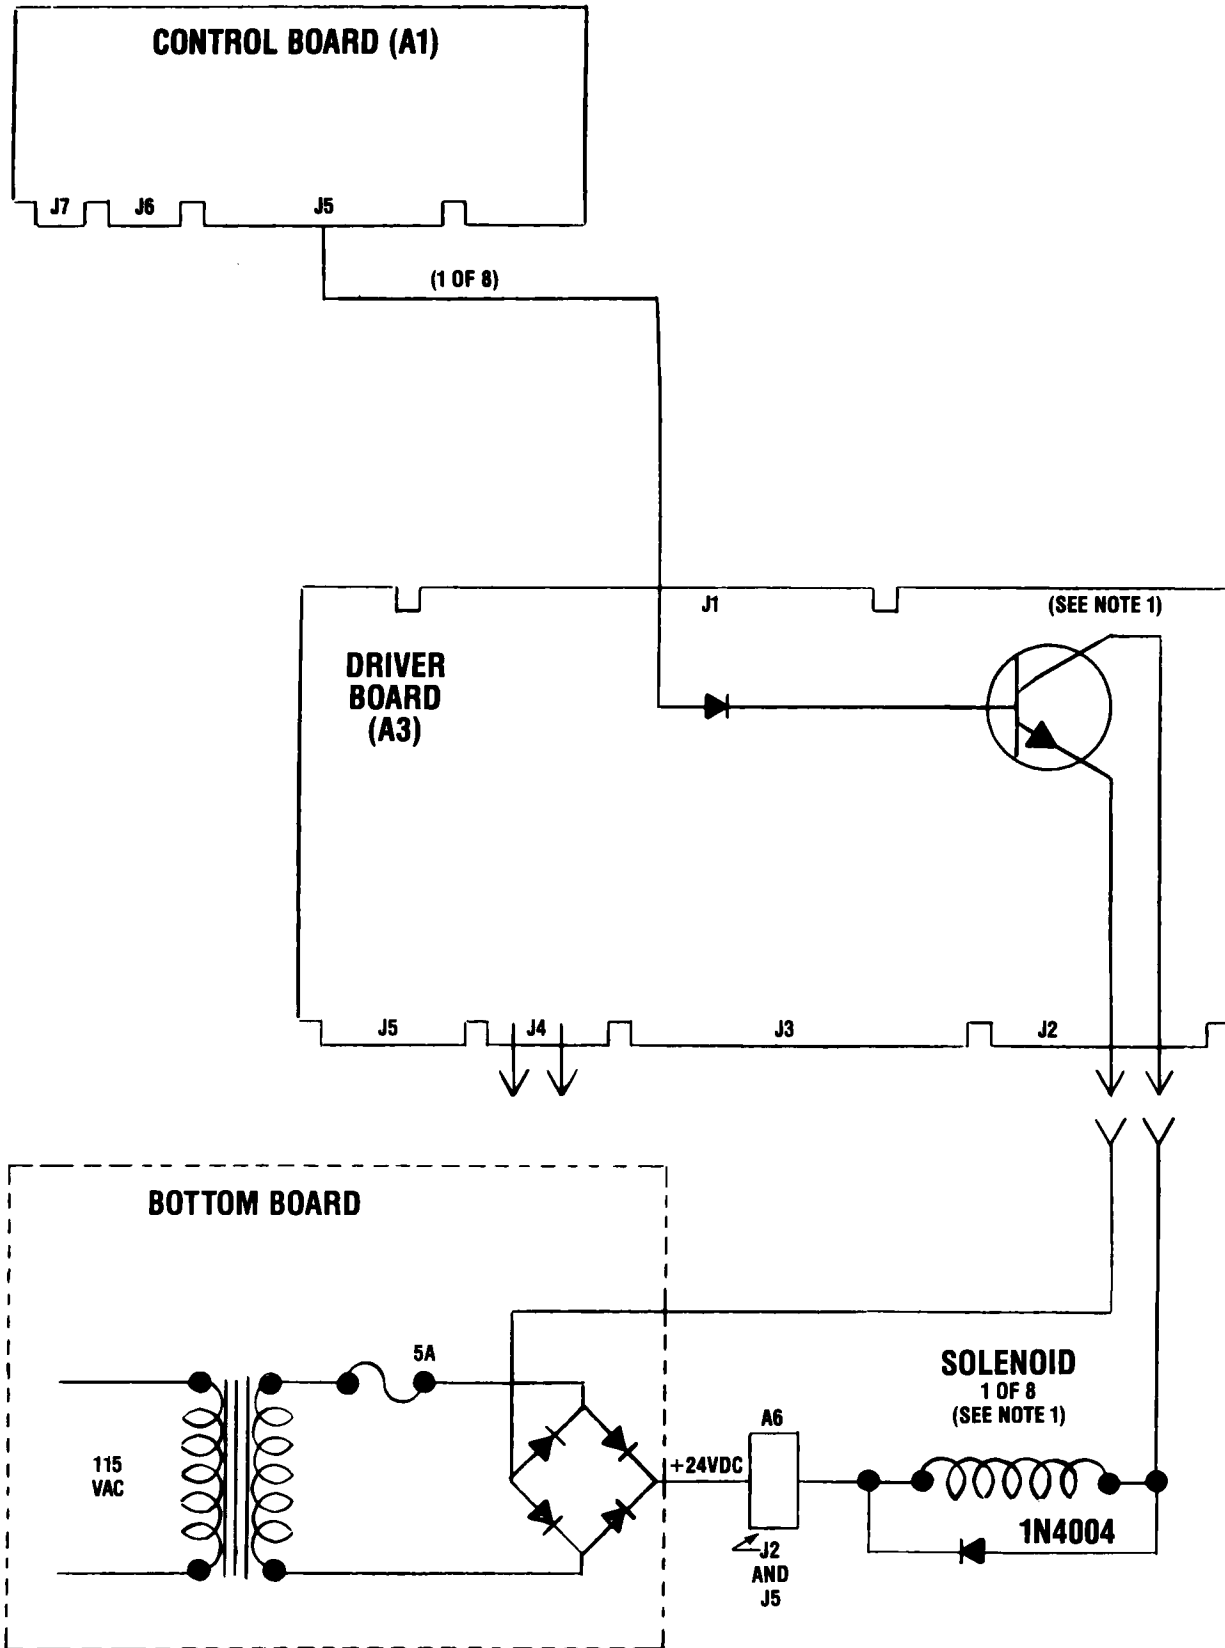 CONTROL BOARD (A1)
J7
J6
J5
(1 OF 8)
J1
(SEE NOTE 1)
DRIVER
BOARD
(A3)
J5
J4
J3
J2
BOTTOM BOARD
5A
115
VAC
+24VDC
A6
J2
AND
J5
SOLENOID
1 OF 8
(SEE NOTE 1)
1N4004